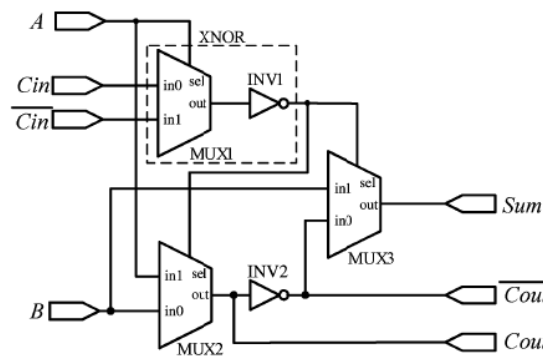 A
XNOR
Cin
in0
sel
out
INV1
Cin
in1
MUX1
in1
sel
out
in0
Sum
MUX3
in1
sel
out
INV2
B
in0
MUX2
Cout